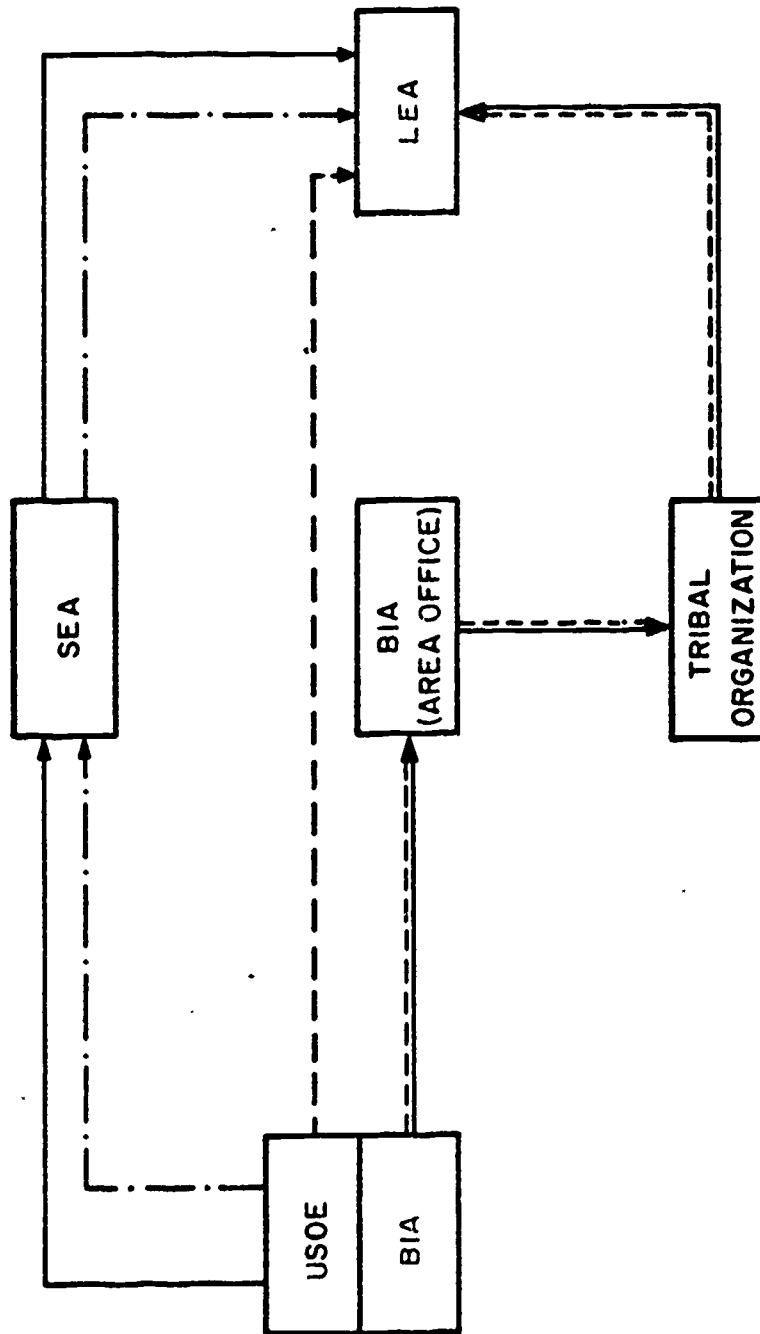 SEA
LEA
USOE
BIA
BIA
(AREA OFFICE)
TRIBAL
ORGANIZATION